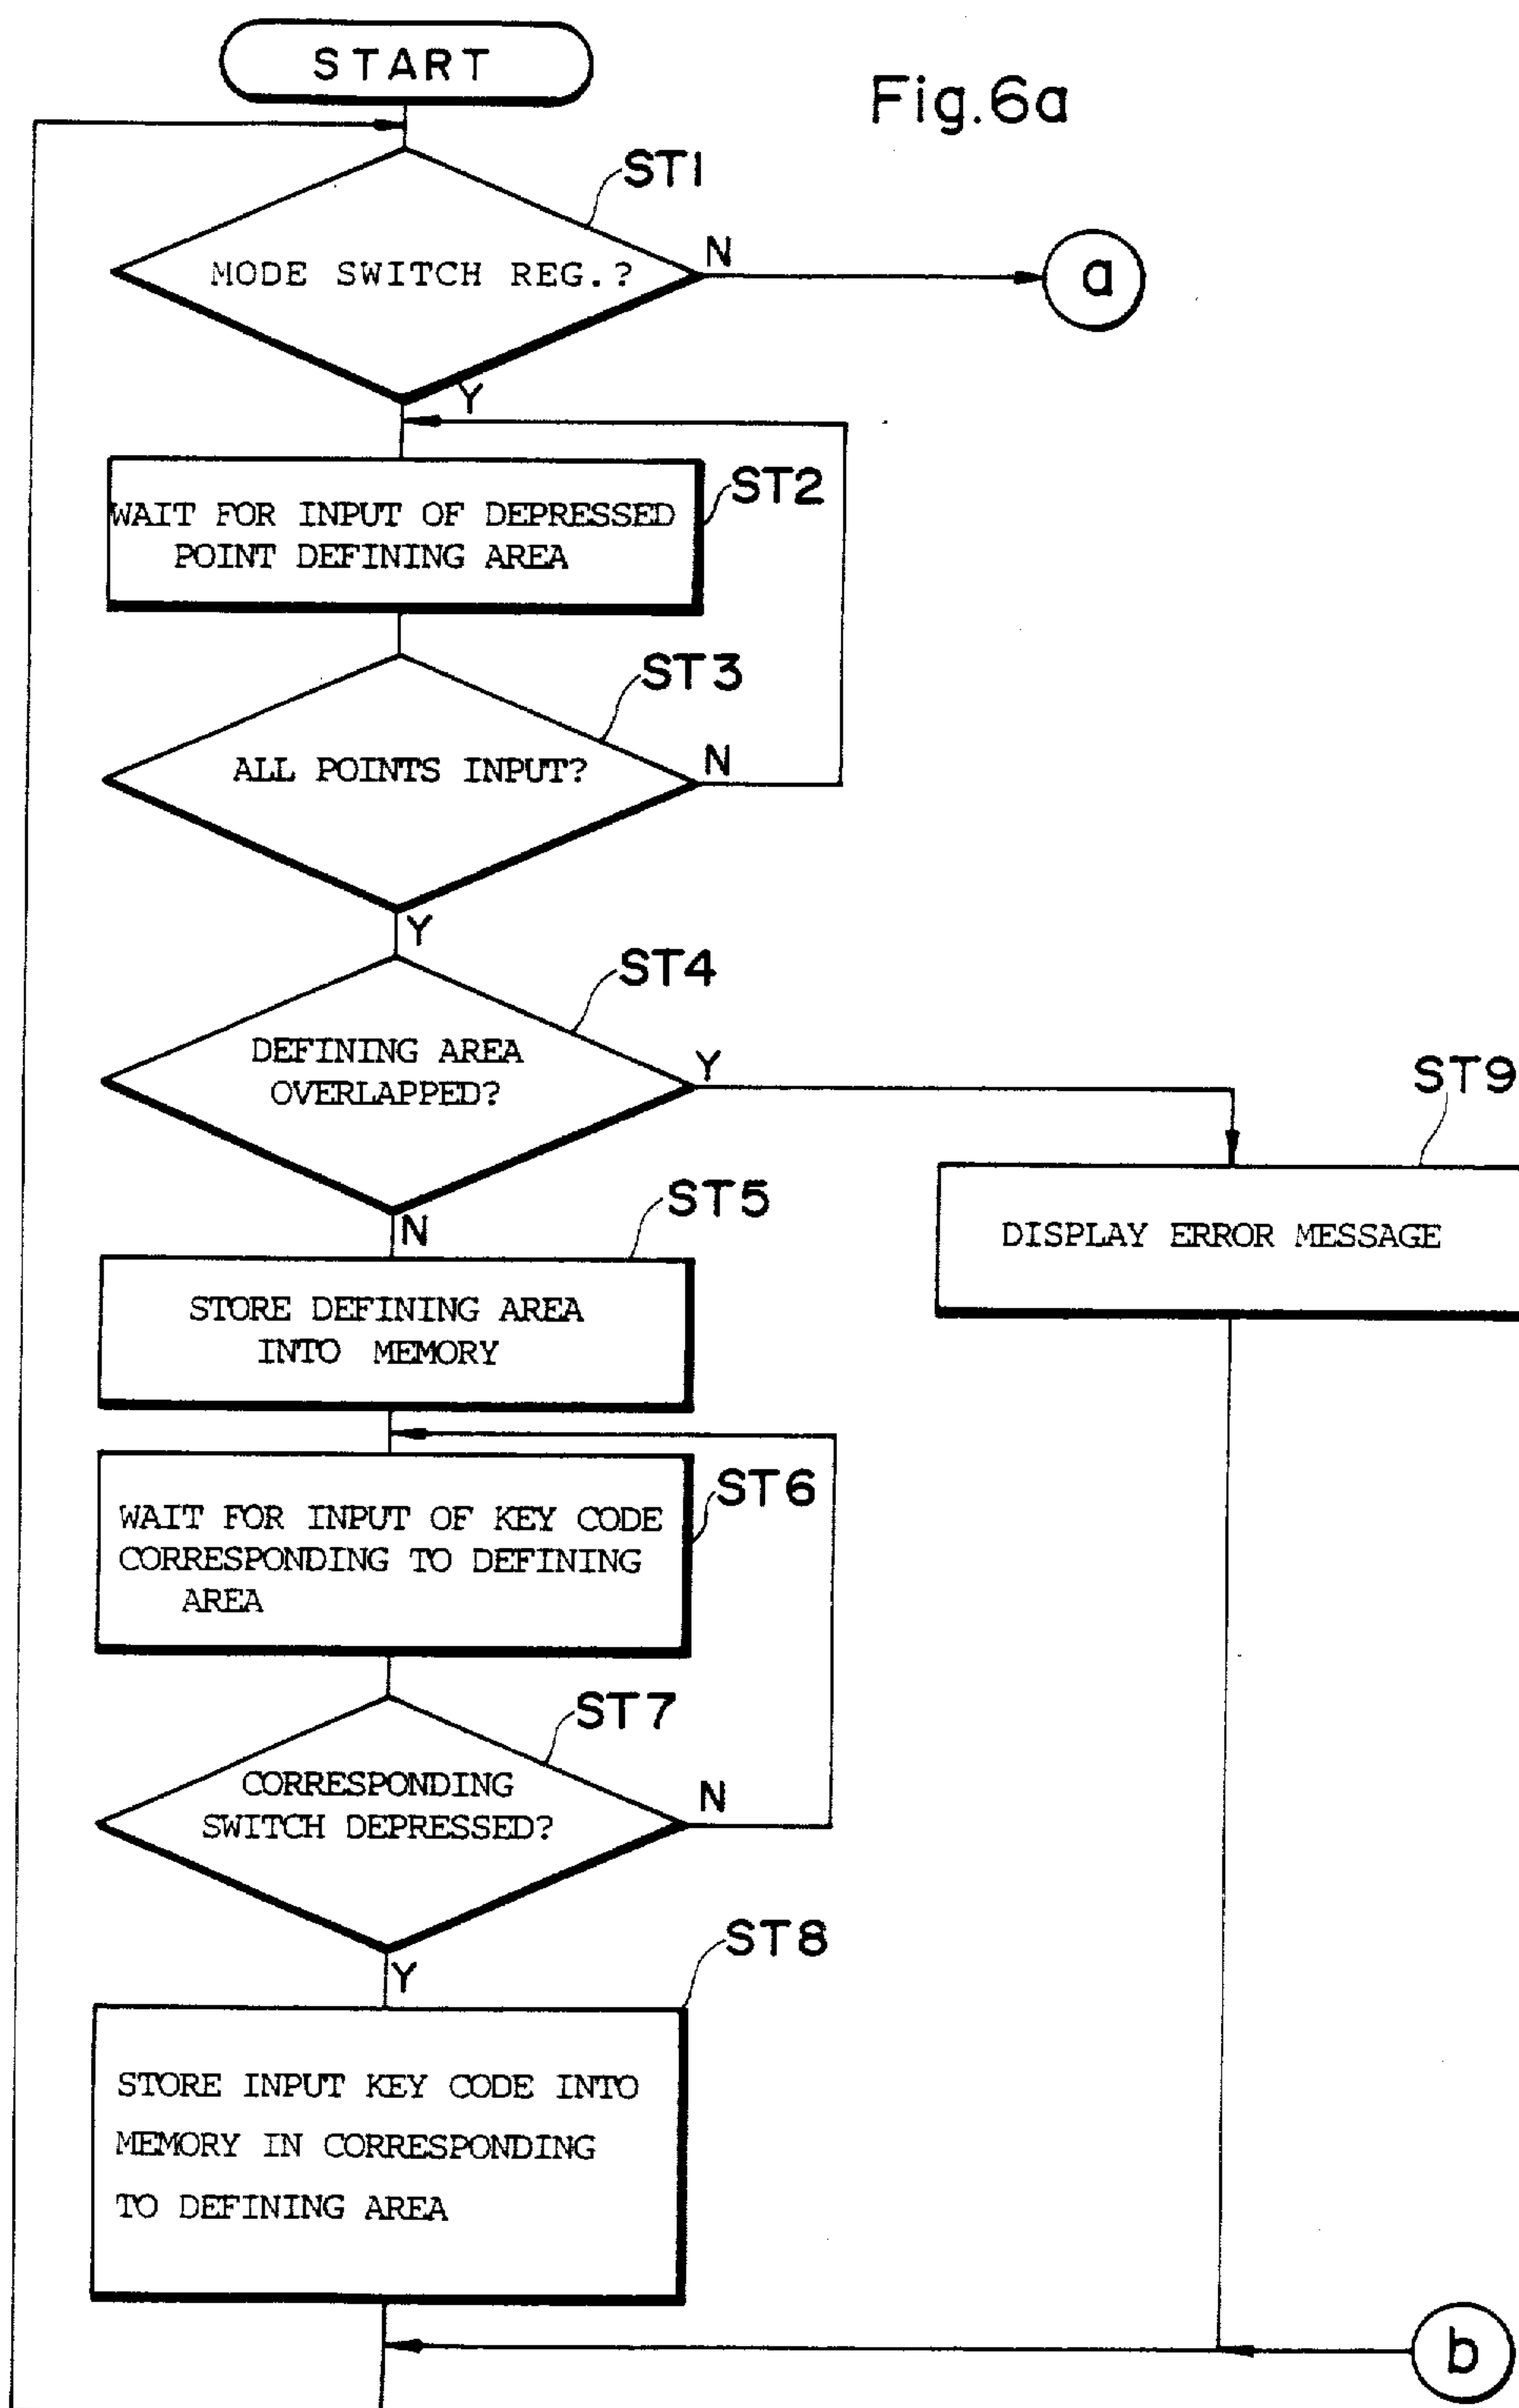 START
Fig.6a
ST1
MODE SWITCH REG.?
N
a
Y
ST2
WAIT FOR INPUT OF DEPRESSED
POINT DEFINING AREA
ST3
ALL POINTS INPUT?
N
Y
ST4
DEFINING AREA
OVERLAPPED?
Y
ST9
N
ST5
DISPLAY ERROR MESSAGE
STORE DEFINING AREA
INTO MEMORY
ST6
WAIT FOR INPUT OF KEY CODE
CORRESPONDING TO DEFINING
AREA
ST7
CORRESPONDING
SWITCH DEPRESSED?
N
Y
ST8
STORE INPUT KEY CODE INTO
MEMORY IN CORRESPONDING
TO DEFINING AREA
b